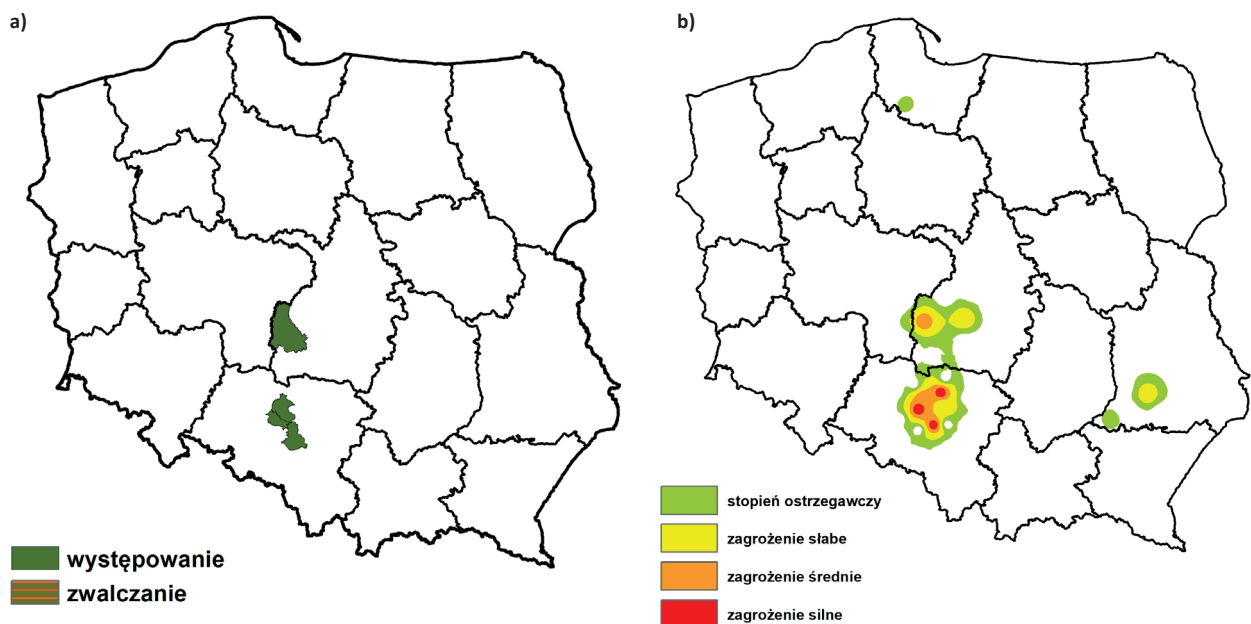 a)
występowanie
zwalczanie
b)
stopień ostrzegawczy
zagrożenie słabe
zagrożenie średnie
zagrożenie silne